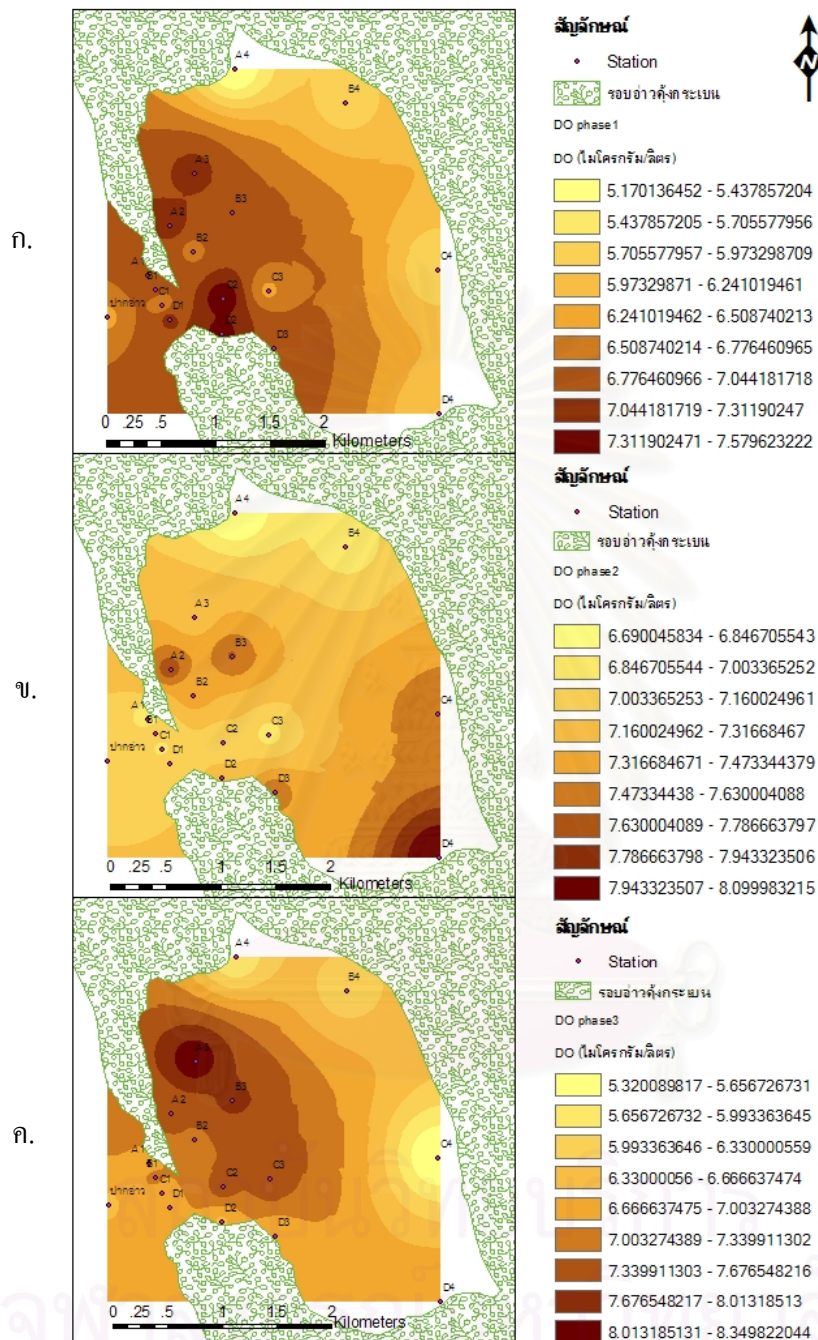 ก.
A4
B4
A3
B3
A2
B2
A1
B1
C1
D1
ปากอ่าว
C2
C3
C4
D2
D3
D4
0 .25 .5 1 1.5 2
Kilometers
สัญลักษณ์
Station
รอบอ่าวคุ้งกระเบน
DO phase1
DO (ไมโครกรัม/ลิตร)
5.170136452 - 5.437857204
5.437857205 - 5.705577956
5.705577957 - 5.973298709
5.97329871 - 6.241019461
6.241019462 - 6.508740213
6.508740214 - 6.776460965
6.776460966 - 7.044181718
7.044181719 - 7.31190247
7.311902471 - 7.579623222
N
ข.
A4
B4
A3
B3
A2
B2
A1
B1
C1
D1
ปากอ่าว
C2
C3
C4
D2
D3
D4
0 .25 .5 1 1.5 2
Kilometers
สัญลักษณ์
Station
รอบอ่าวคุ้งกระเบน
DO phase2
DO (ไมโครกรัม/ลิตร)
6.690045834 - 6.846705543
6.846705544 - 7.003365252
7.003365253 - 7.160024961
7.160024962 - 7.31668467
7.316684671 - 7.473344379
7.47334438 - 7.630004088
7.630004089 - 7.786663797
7.786663798 - 7.943323506
7.943323507 - 8.099983215
ค.
A4
B4
A3
B3
A2
B2
A1
B1
C1
D1
ปากอ่าว
C2
C3
C4
D2
D3
D4
0 .25 .5 1 1.5 2
Kilometers
สัญลักษณ์
Station
รอบอ่าวคุ้งกระเบน
DO phase3
DO (ไมโครกรัม/ลิตร)
5.320089817 - 5.656726731
5.656726732 - 5.993363645
5.993363646 - 6.330000559
6.33000056 - 6.666637474
6.666637475 - 7.003274388
7.003274389 - 7.339911302
7.339911303 - 7.676548216
7.676548217 - 8.01318513
8.013185131 - 8.349822044